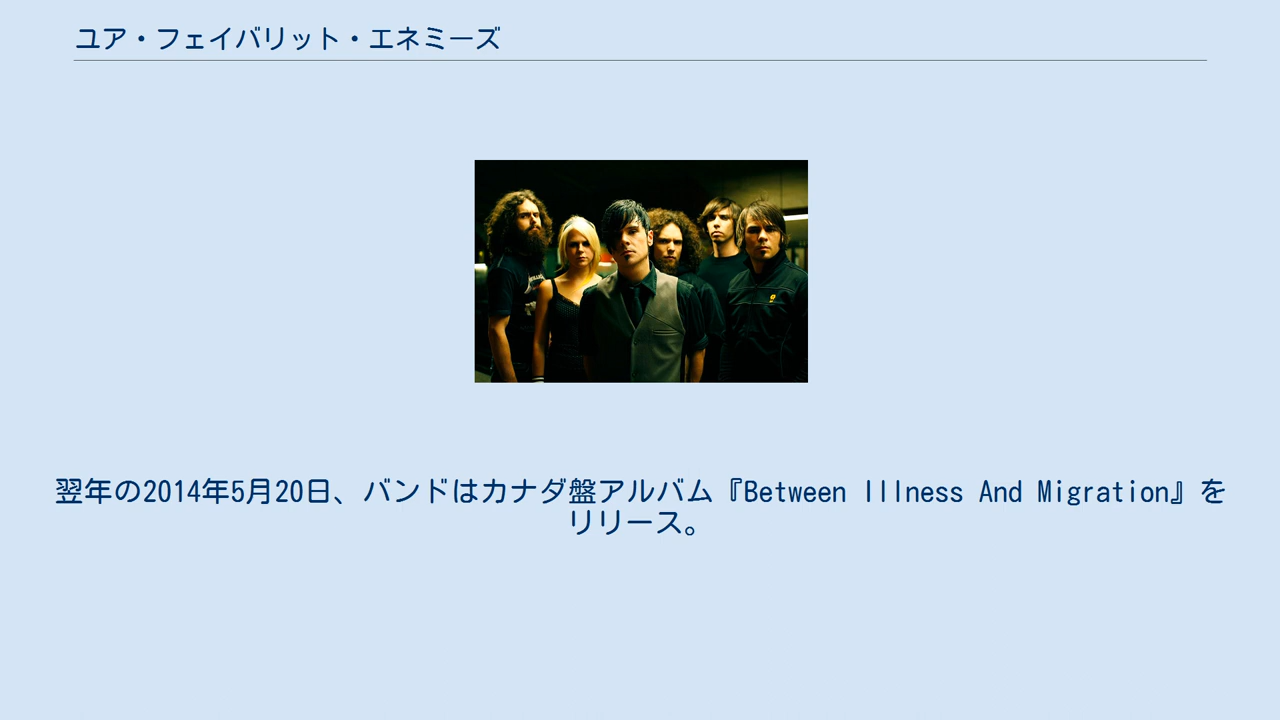 ユア・フェイバリット・エネミーズ
翌年の2014年5月20日、バンドはカナダ盤アルバム『Between Illness And Migration』を
リリース。